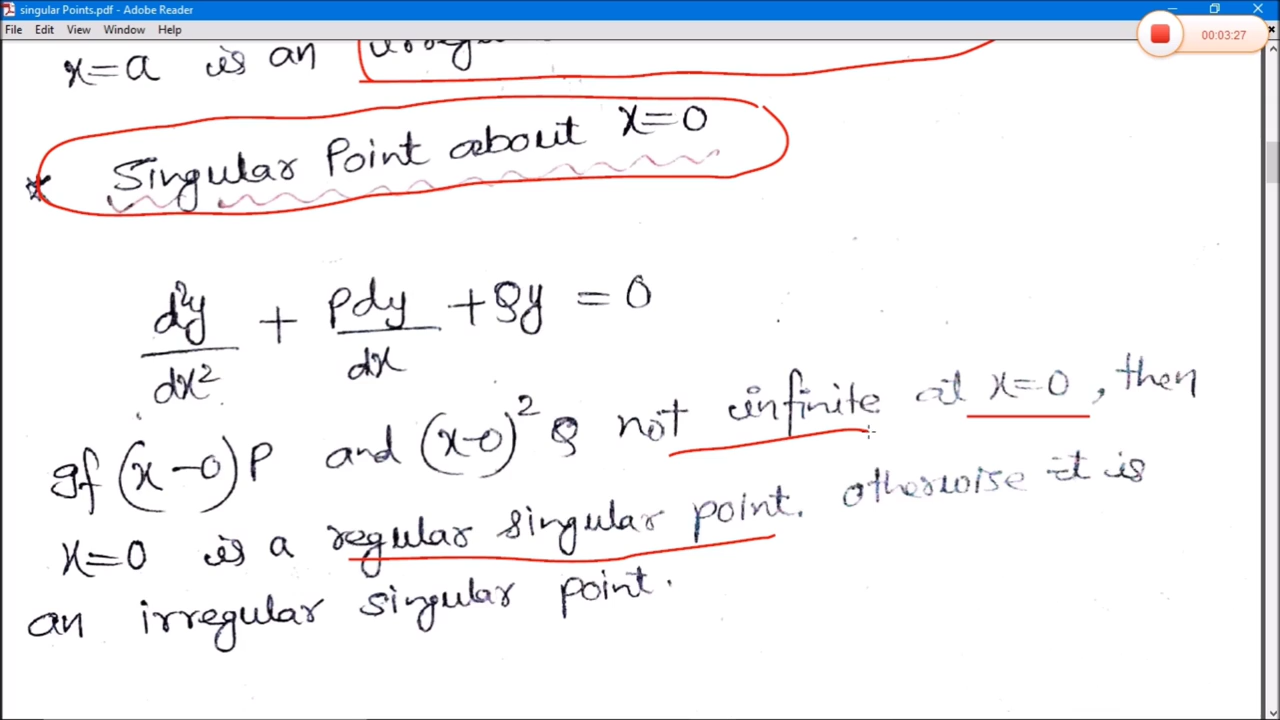 singular Points.pdf - Adobe Reader
File Edit View Window Help
00:03:27
x=a is an
Singular Point about x=0
d²y/dx² + Pdy/dx + Qy = 0
If (x-0)P and (x-0)² Q not infinite at x=0, then
x=0 is a regular singular point. otherwise it is
an irregular singular point.